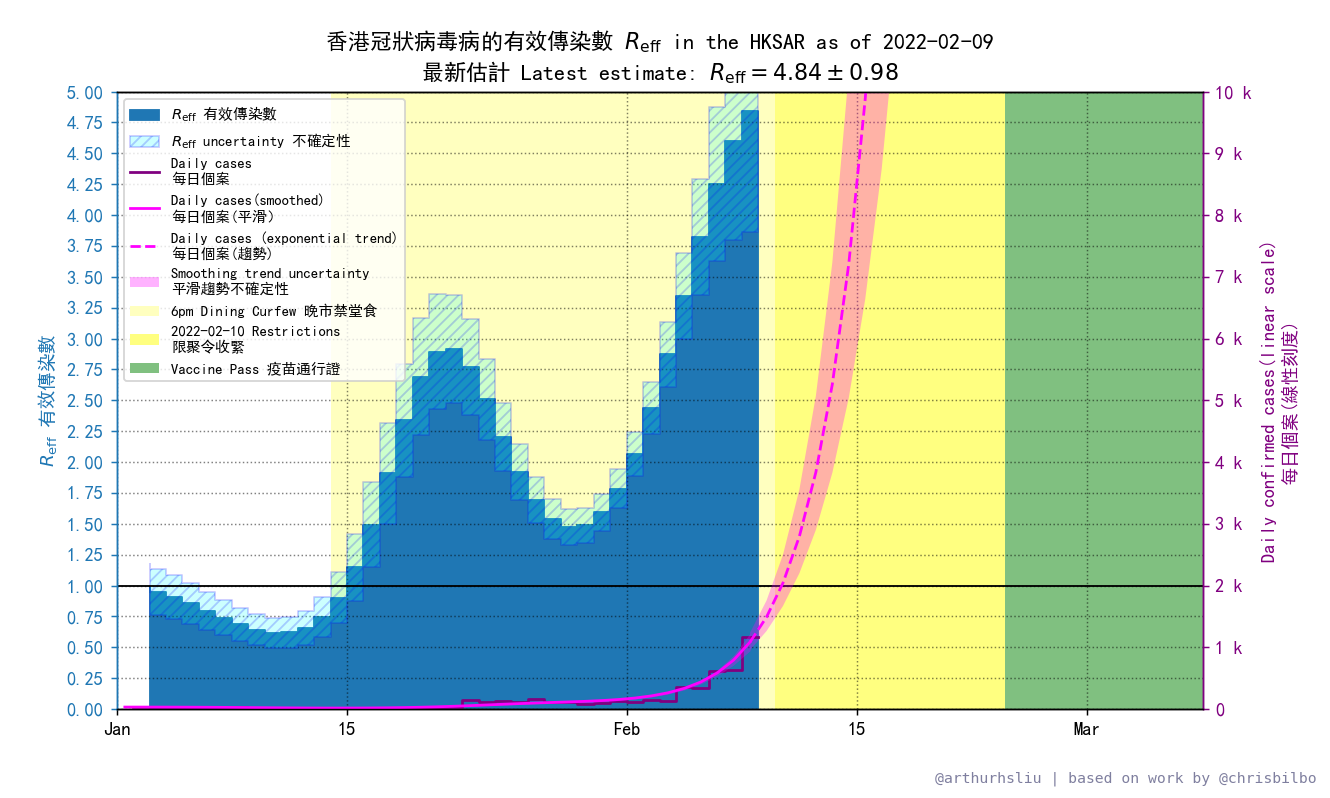 香港冠狀病毒病的有效傳染數 Reff in the HKSAR as of 2022-02-09
最新估計 Latest estimate: Reff = 4.84 ± 0.98
Reff 有效傳染數
Reff uncertainty 不確定性
Daily cases
每日個案
Daily cases(smoothed)
每日個案(平滑)
Daily cases (exponential trend)
每日個案(趨勢)
Smoothing trend uncertainty
平滑趨勢不確定性
6pm Dining Curfew 晚市禁堂食
2022-02-10 Restrictions
限聚令收緊
Vaccine Pass 疫苗通行證
5.00
4.75
4.50
4.25
4.00
3.75
3.50
3.25
3.00
2.75
2.50
2.25
2.00
1.75
1.50
1.25
1.00
0.75
0.50
0.25
0.00
Reff 有效傳染數
10 k
9 k
8 k
7 k
6 k
5 k
4 k
3 k
2 k
1 k
0
Daily confirmed cases(linear scale)
每日個案(線性刻度)
Jan
15
Feb
15
Mar
@arthurhsliu | based on work by @chrisbilbo